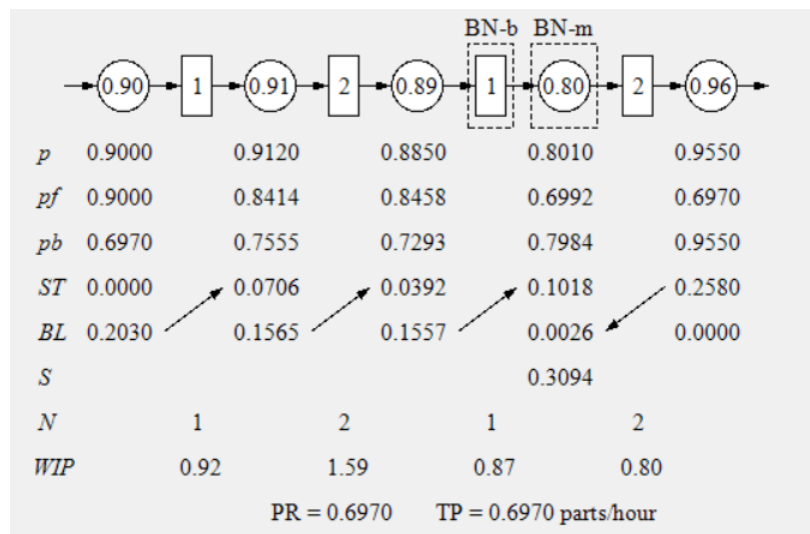 BN-b BN-m
0.90 1 0.91 2 0.89 1 0.80 2 0.96
p 0.9000 0.9120 0.8850 0.8010 0.9550
pf 0.9000 0.8414 0.8458 0.6992 0.6970
pb 0.6970 0.7555 0.7293 0.7984 0.9550
ST 0.0000 0.0706 0.0392 0.1018 0.2580
BL 0.2030 0.1565 0.1557 0.0026 0.0000
S 0.3094
N 1 2 1 2
WIP 0.92 1.59 0.87 0.80
PR = 0.6970 TP = 0.6970 parts/hour